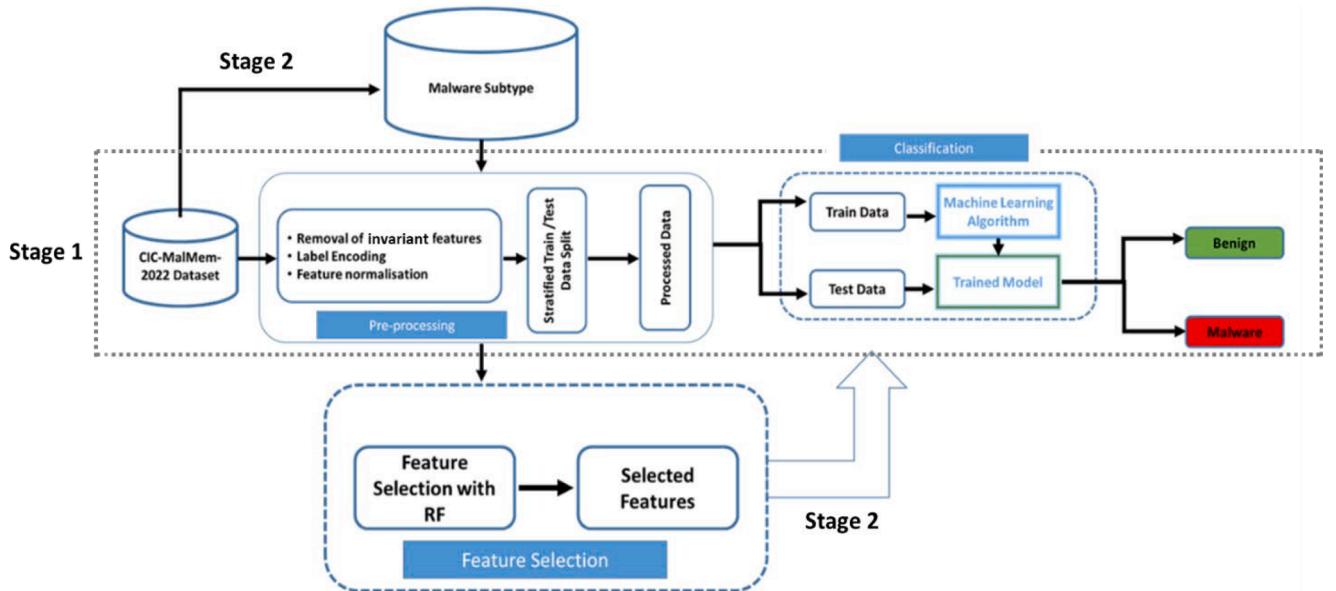 Stage 2
Malware Subtype
Classification
Stage 1
CIC-MalMem-
2022 Dataset
• Removal of invariant features
• Label Encoding
• Feature normalisation
Pre-processing
Stratified Train /Test
Data Split
Processed Data
Train Data
Machine Learning
Algorithm
Test Data
Trained Model
Benign
Malware
Feature
Selection with
RF
Selected
Features
Feature Selection
Stage 2